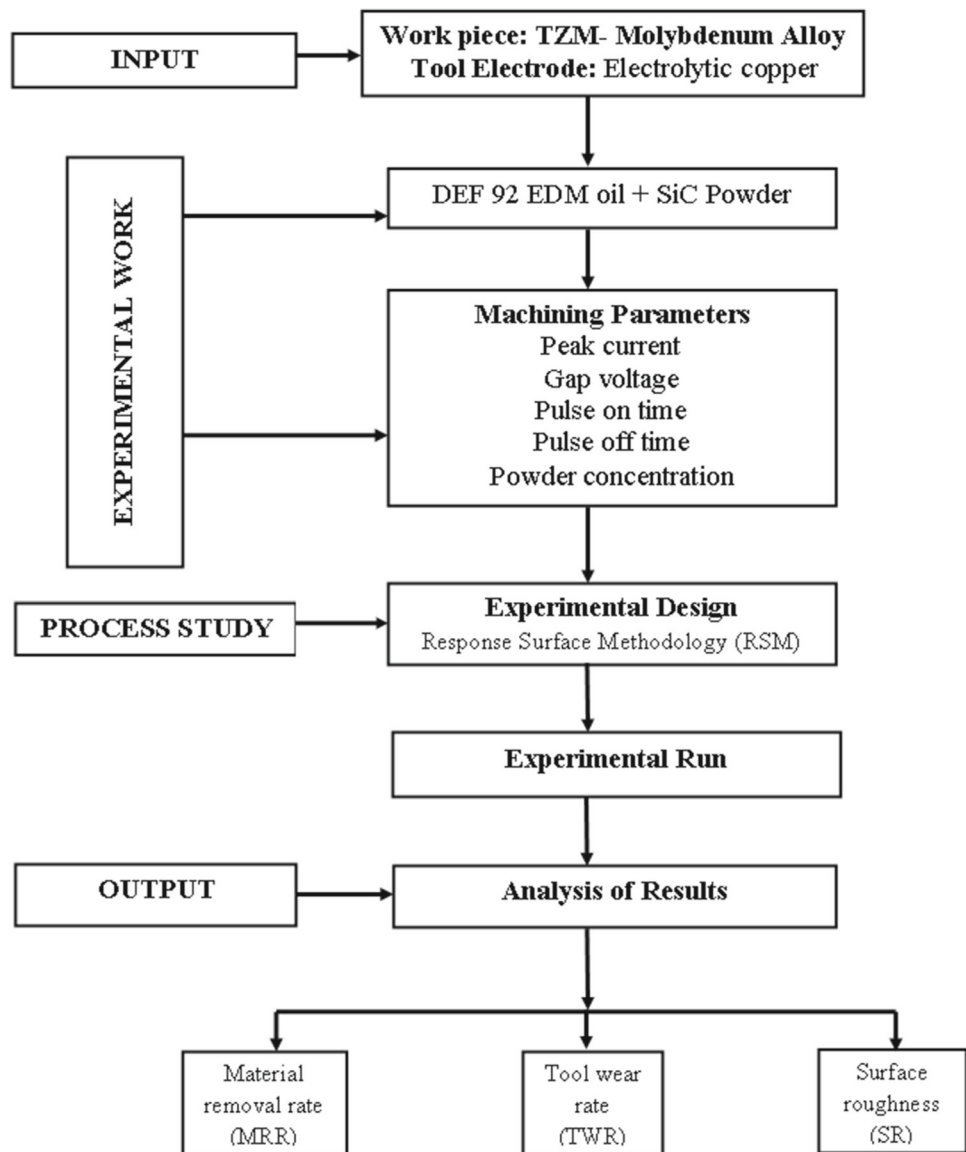 INPUT
Work piece: TZM- Molybdenum Alloy
Tool Electrode: Electrolytic copper
EXPERIMENTAL WORK
DEF 92 EDM oil + SiC Powder
Machining Parameters
Peak current
Gap voltage
Pulse on time
Pulse off time
Powder concentration
PROCESS STUDY
Experimental Design
Response Surface Methodology (RSM)
Experimental Run
OUTPUT
Analysis of Results
Material
removal rate
(MRR)
Tool wear
rate
(TWR)
Surface
roughness
(SR)